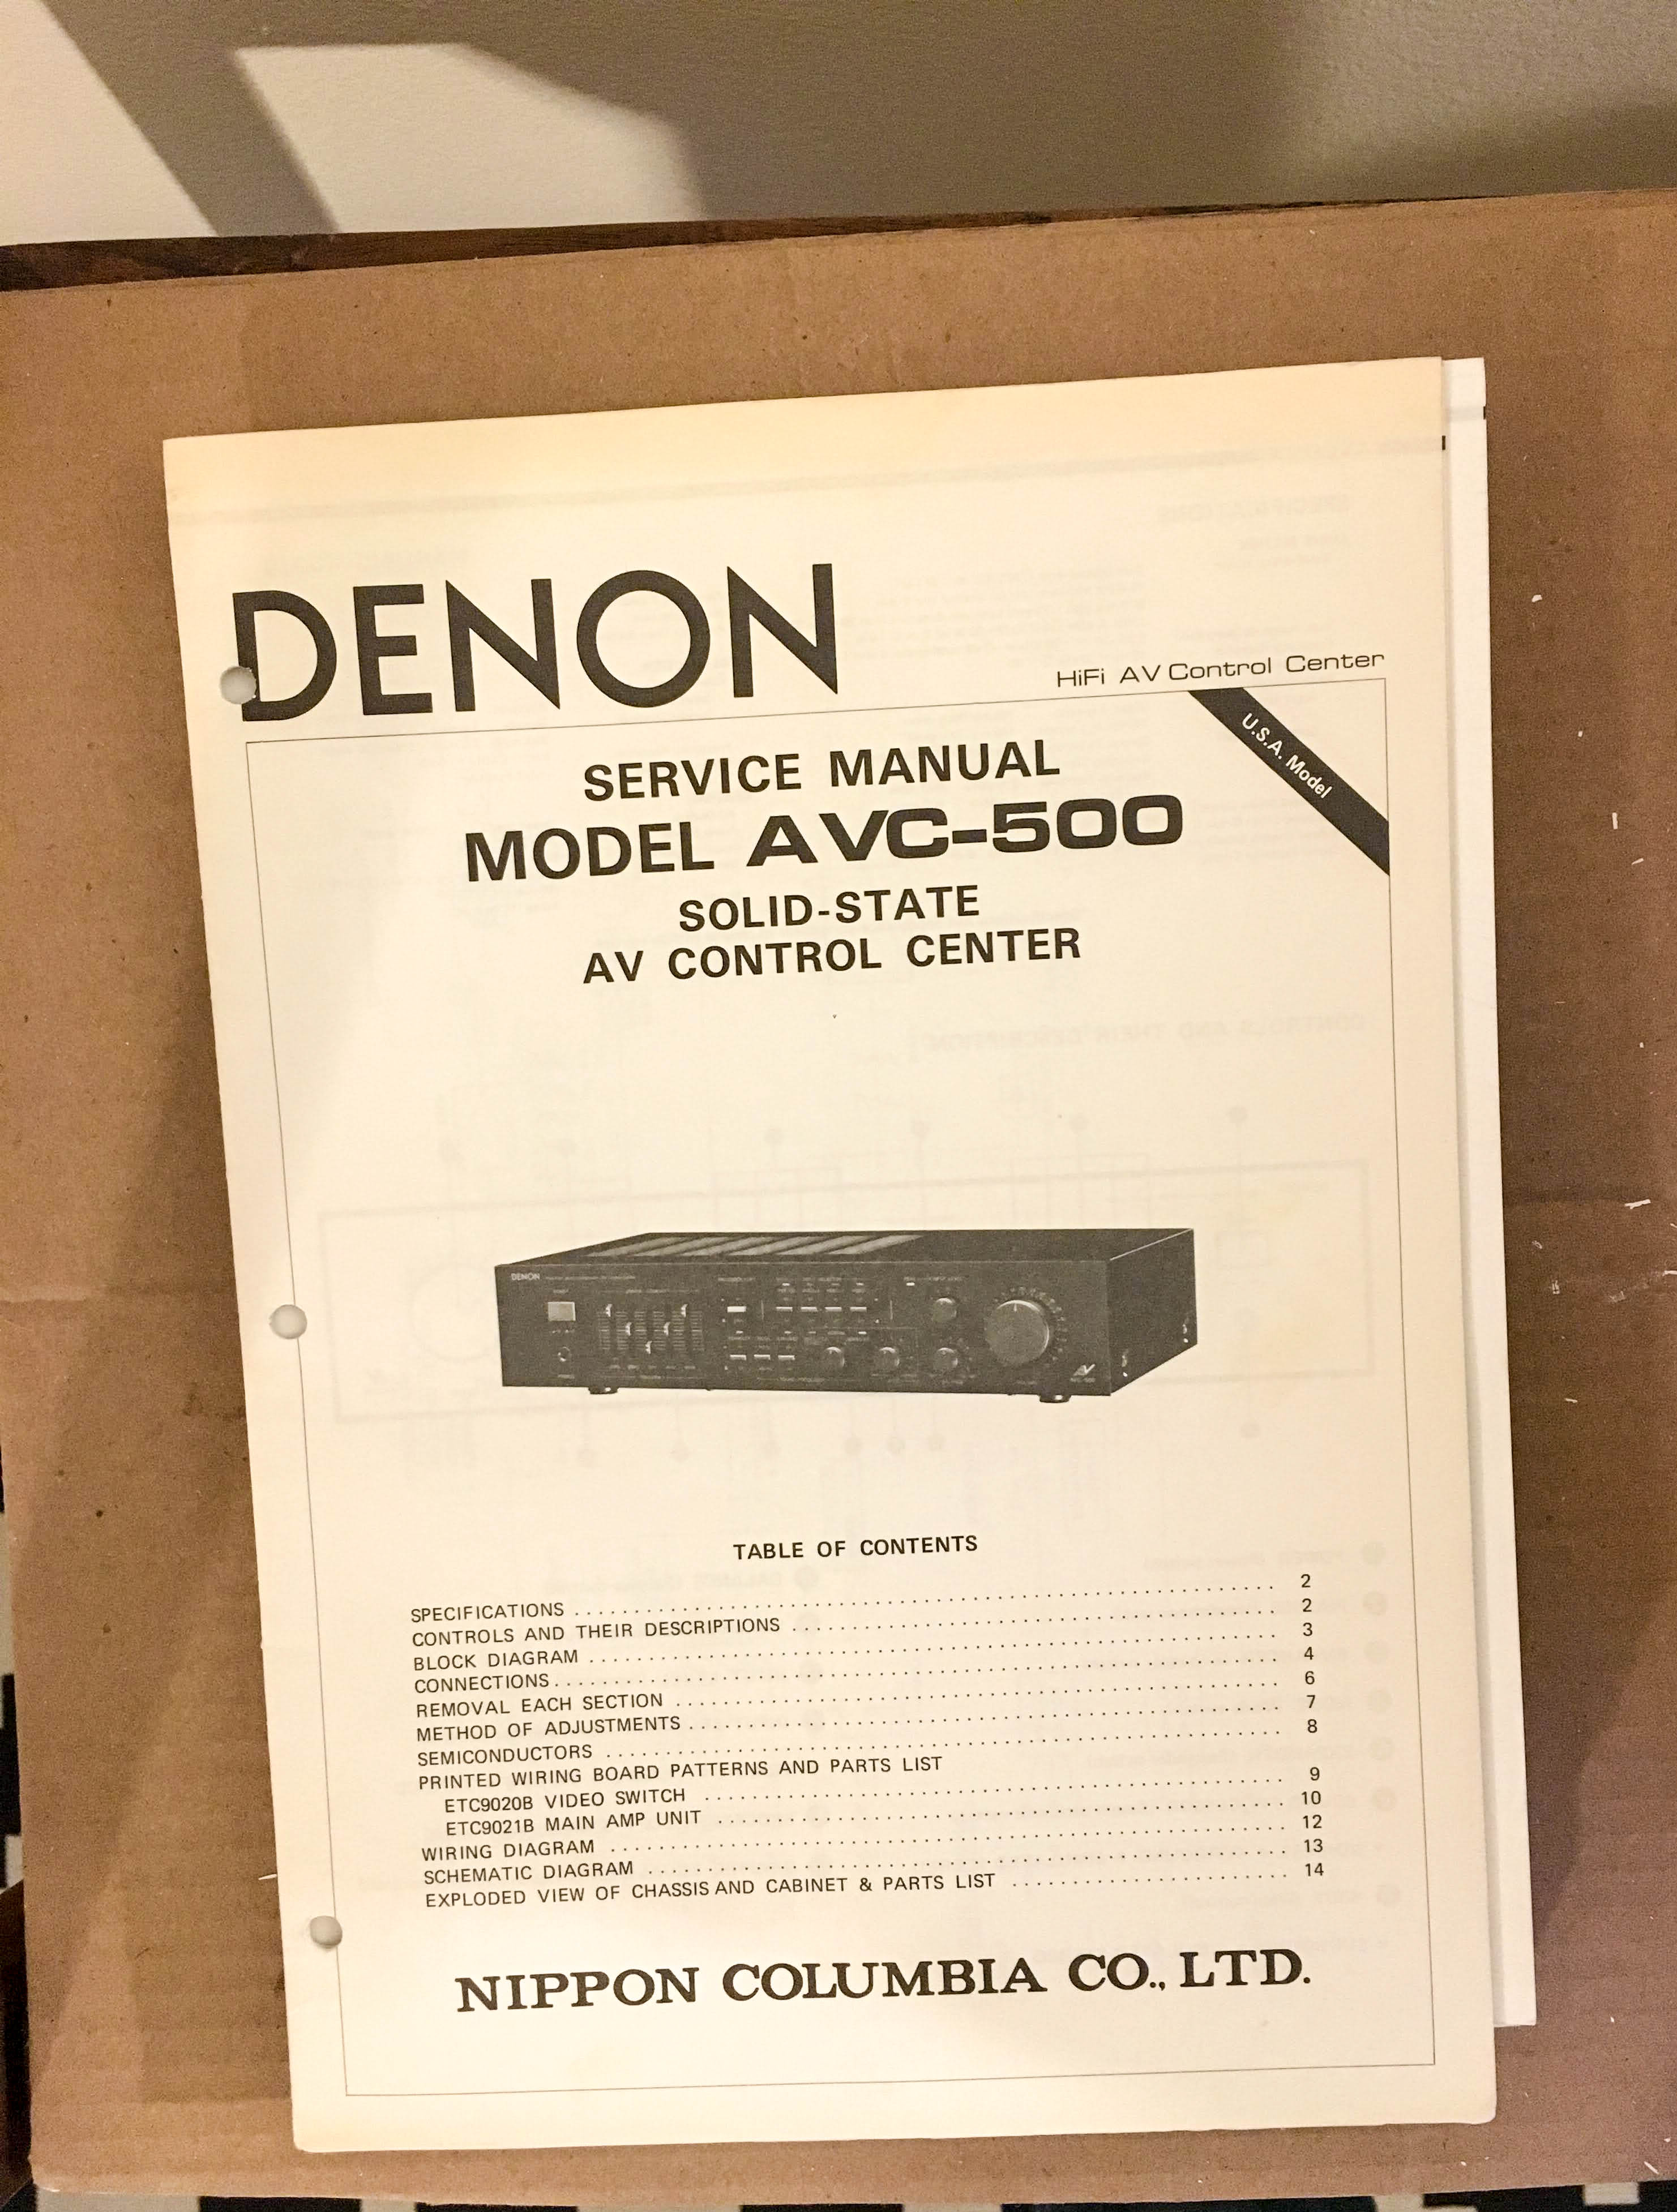 DENON
HiFi AV Control Center
U.S.A. Model
SERVICE MANUAL
MODEL AVC-500
SOLID-STATE
AV CONTROL CENTER
DENON
AV
TABLE OF CONTENTS
SPECIFICATIONS . . . . . . . . . . . . . . . . . . . . 2
CONTROLS AND THEIR DESCRIPTIONS . . . . . . . . . . . . . . . . . . . . 2
BLOCK DIAGRAM . . . . . . . . . . . . . . . . . . . . 3
CONNECTIONS . . . . . . . . . . . . . . . . . . . . 4
REMOVAL EACH SECTION . . . . . . . . . . . . . . . . . . . . 6
METHOD OF ADJUSTMENTS . . . . . . . . . . . . . . . . . . . . 7
SEMICONDUCTORS . . . . . . . . . . . . . . . . . . . . 8
PRINTED WIRING BOARD PATTERNS AND PARTS LIST
ETC9020B VIDEO SWITCH . . . . . . . . . . . . . . . . . . . . 9
ETC9021B MAIN AMP UNIT . . . . . . . . . . . . . . . . . . . . 10
WIRING DIAGRAM . . . . . . . . . . . . . . . . . . . . 12
SCHEMATIC DIAGRAM . . . . . . . . . . . . . . . . . . . . 13
EXPLODED VIEW OF CHASSIS AND CABINET & PARTS LIST . . . . . . . . . . . . . . . . . . . . 14
NIPPON COLUMBIA CO., LTD.